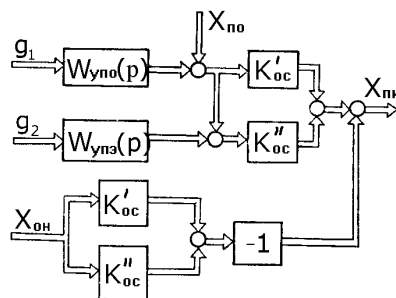 X_по
g_1
W_упо(p)
K'_ос
X_пк
g_2
W_упэ(p)
K''_ос
X_он
K'_ос
K''_ос
-1